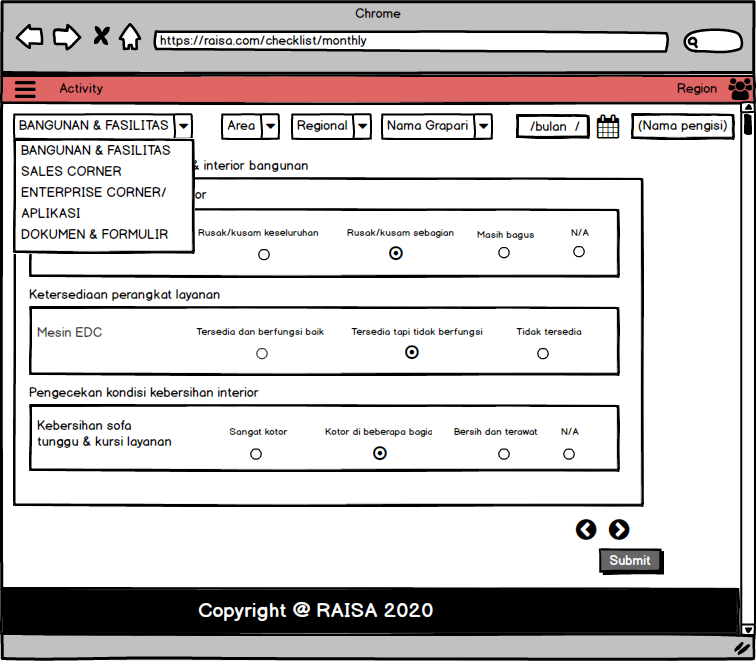 Chrome
https://raisa.com/checklist/monthly
Activity
Region
BANGUNAN & FASILITAS
Area
Regional
Nama Grapari
/bulan /
(Nama pengisi)
BANGUNAN & FASILITAS
SALES CORNER
ENTERPRISE CORNER/
APLIKASI
DOKUMEN & FORMULIR
& interior bangunan
or
Rusak/kusam keseluruhan
Rusak/kusam sebagian
Masih bagus
N/A
Ketersediaan perangkat layanan
Mesin EDC
Tersedia dan berfungsi baik
Tersedia tapi tidak berfungsi
Tidak tersedia
Pengecekan kondisi kebersihan interior
Kebersihan sofa
tunggu & kursi layanan
Sangat kotor
Kotor di beberapa bagia
Bersih dan terawat
N/A
Submit
Copyright @ RAISA 2020